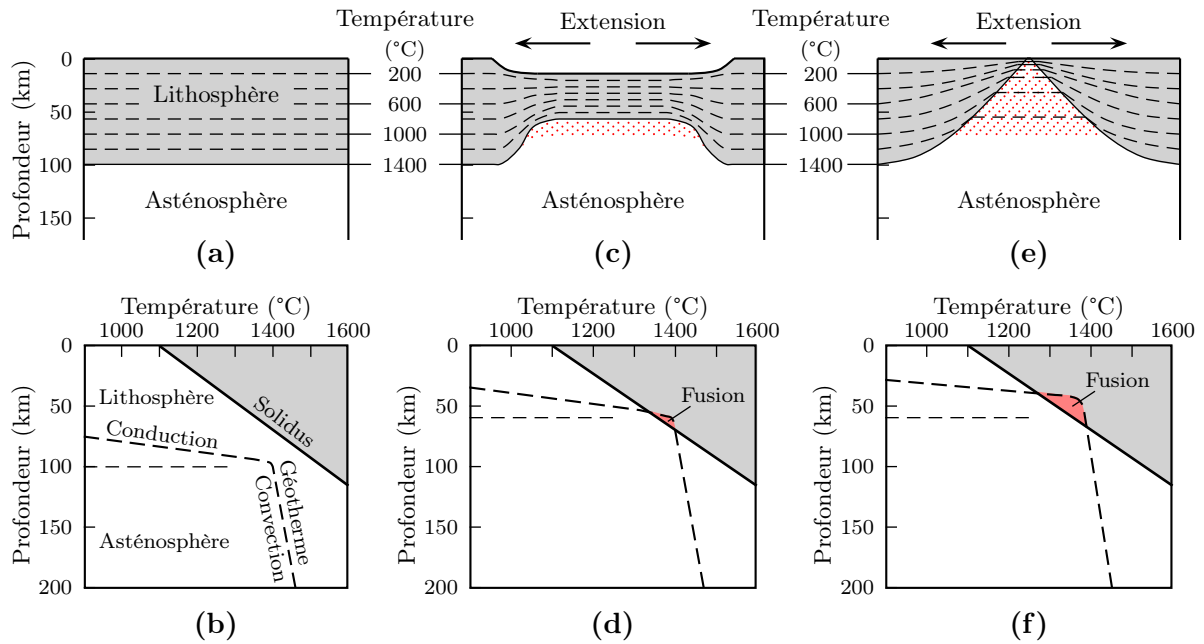 Température
(°C)
Extension
Température
(°C)
Extension
Profondeur (km)
0
50
100
150
Lithosphère
Asténosphère
200
600
1000
1400
Asténosphère
200
600
1000
1400
Asténosphère
(a)
(c)
(e)
Température (°C)
1000
1200
1400
1600
Profondeur (km)
0
50
100
150
200
Lithosphère
Solidus
Conduction
Géotherme
Convection
Asténosphère
(b)
Température (°C)
1000
1200
1400
1600
Profondeur (km)
0
50
100
150
200
Fusion
(d)
Température (°C)
1000
1200
1400
1600
Profondeur (km)
0
50
100
150
200
Fusion
(f)